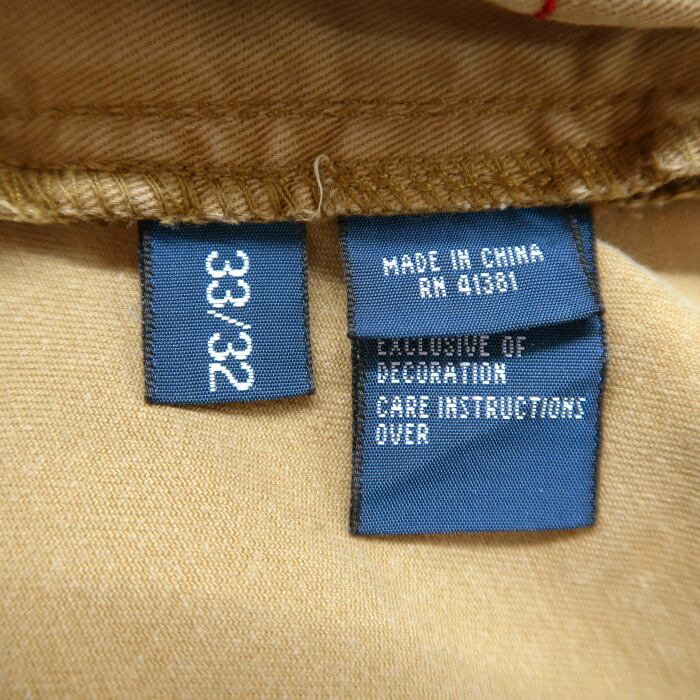 33/32
MADE IN CHINA
RN 41381
EXCLUSIVE OF
DECORATION
CARE INSTRUCTIONS
OVER